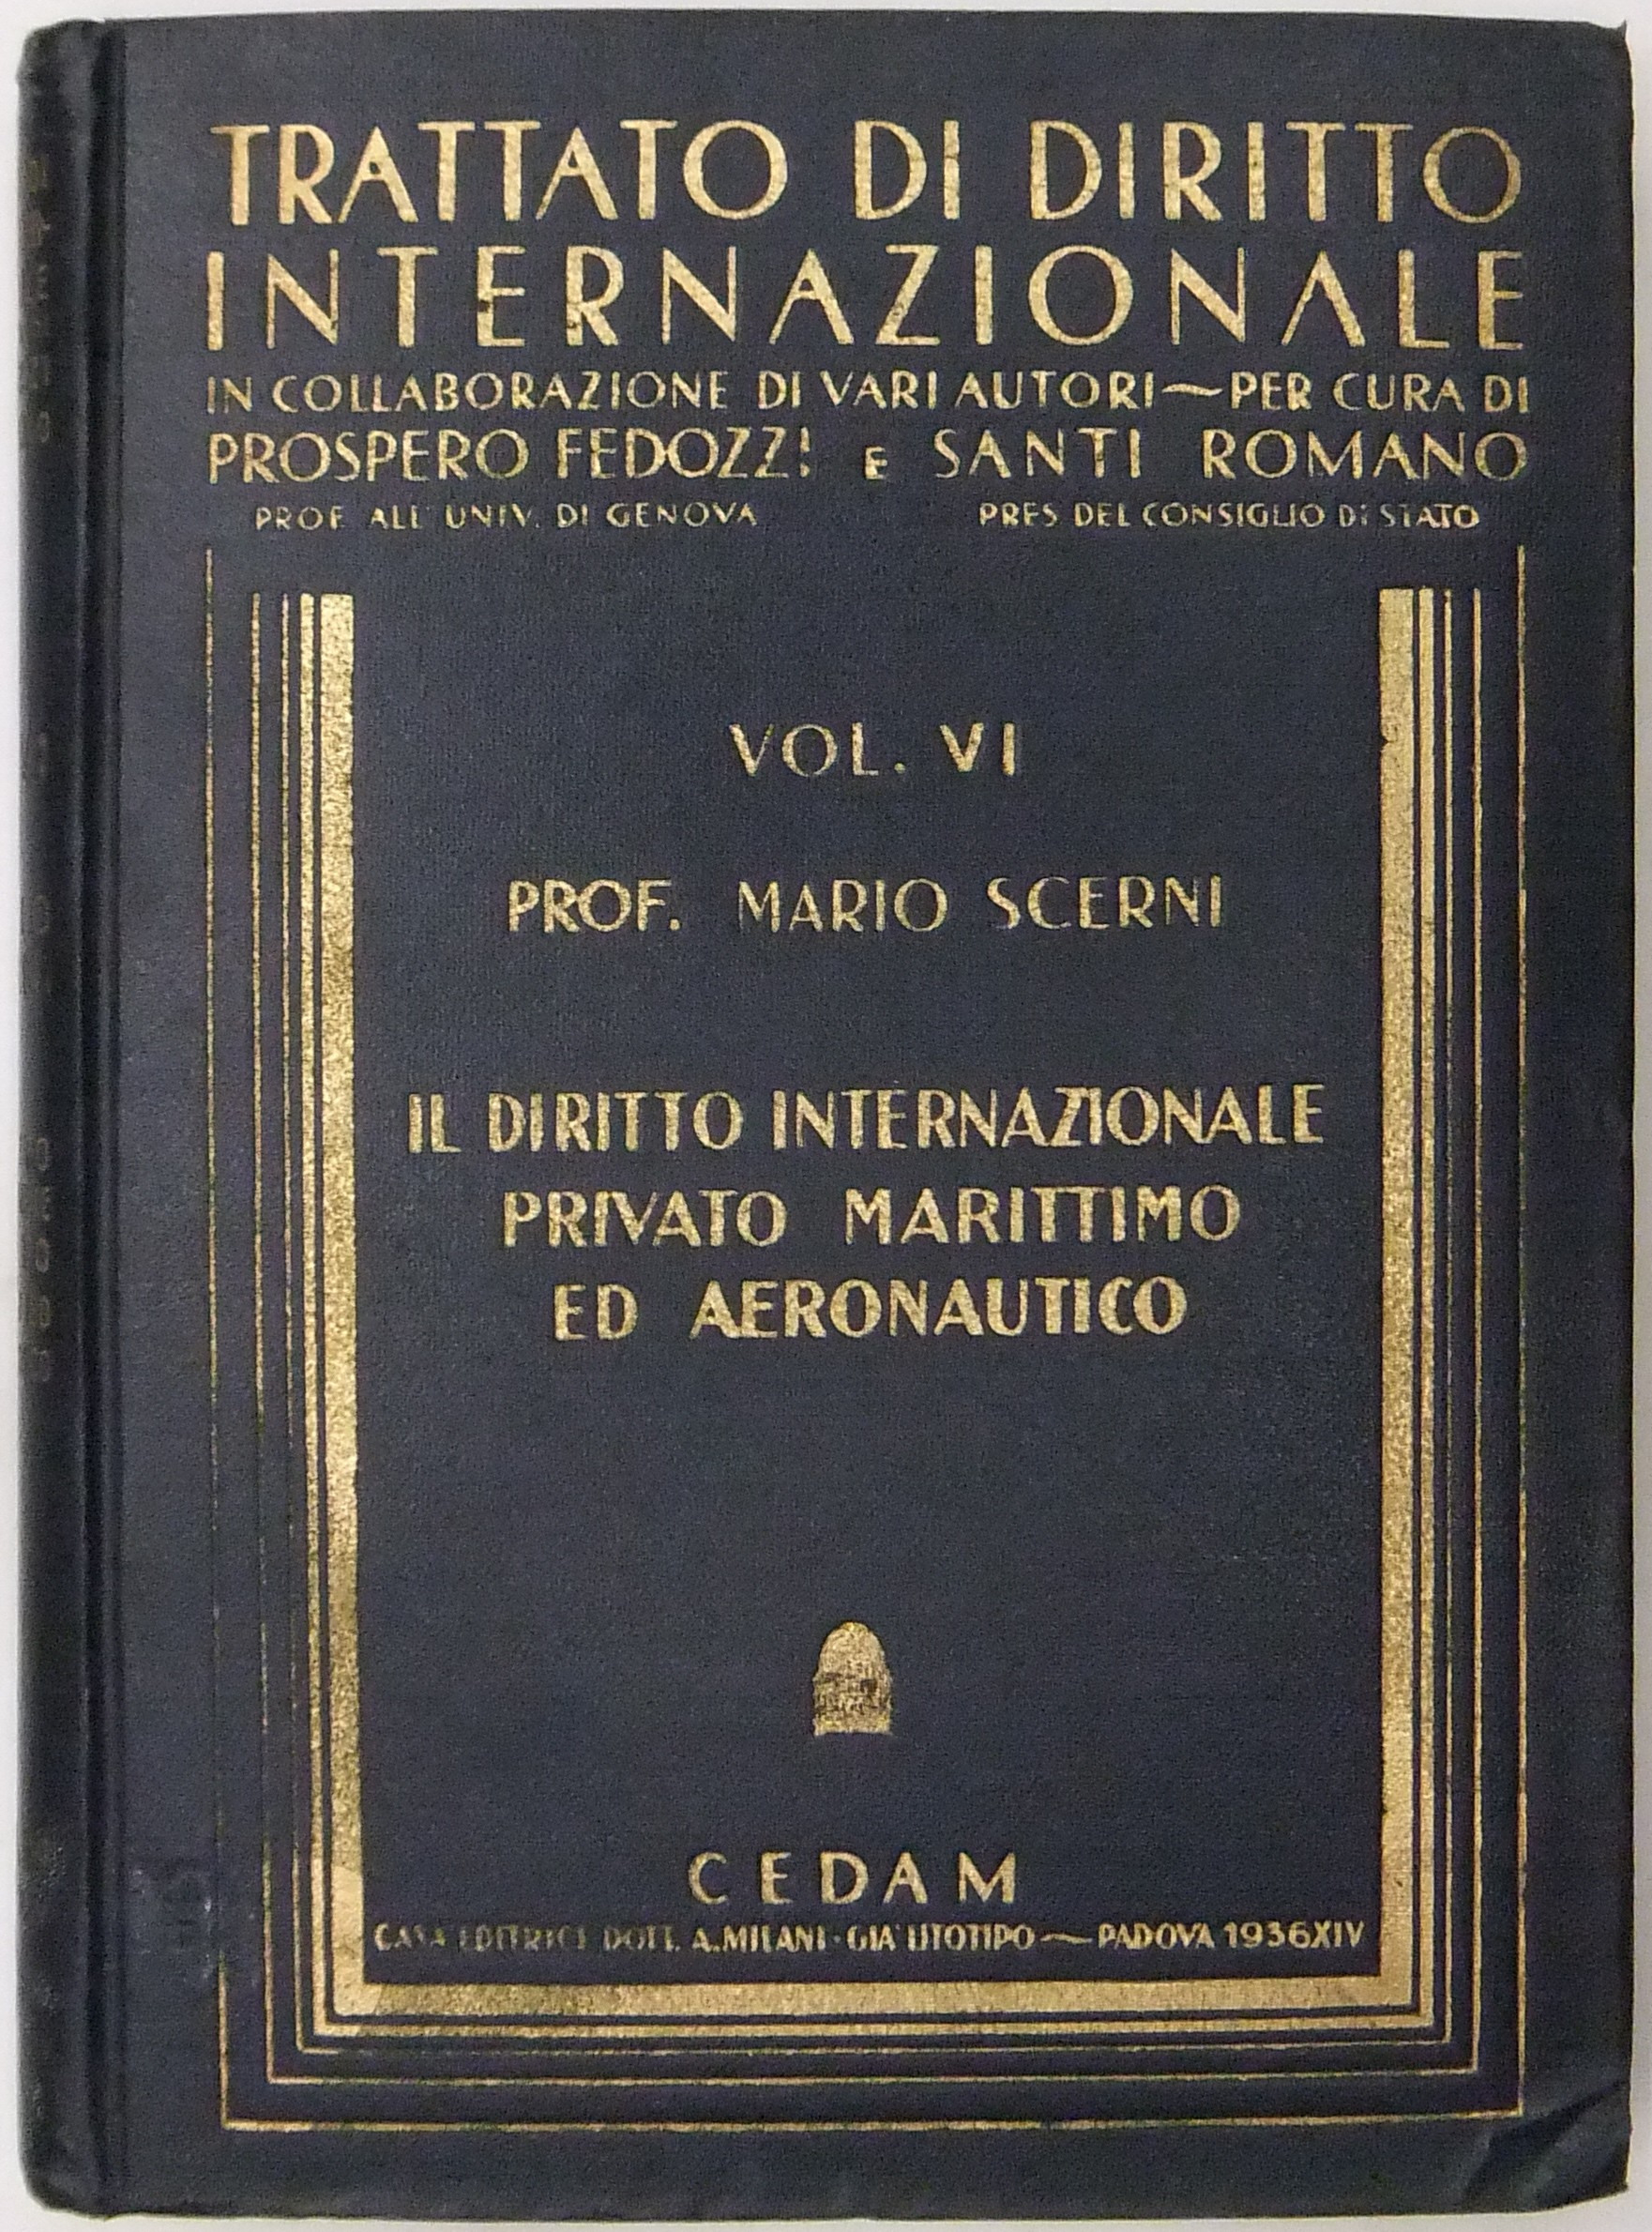 TRATTATO DI DIRITTO
INTERNAZIONALE
IN COLLABORAZIONE DI VARI AUTORI~PER CURA DI
PROSPERO FEDOZZI E SANTI ROMANO
PROF. ALL' UNIV. DI GENOVA PRES DEL CONSIGLIO DI STATO
VOL. VI
PROF. MARIO SCERNI
IL DIRITTO INTERNAZIONALE
PRIVATO MARITTIMO
ED AERONAUTICO
CEDAM
CASA EDITRICE DOTT. A. MILANI · GIA' LITOTIPO ~ PADOVA 1936 XIV